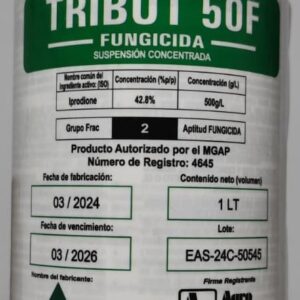 TRIBUT 50F
FUNGICIDA
SUSPENSIÓN CONCENTRADA
Nombre común del ingrediente activo: (ISO) Concentración (%p/p) Concentración (g/L)
Iprodione 42.8% 500g/L
Grupo Frac 2 Aptitud FUNGICIDA
Producto Autorizado por el MGAP
Número de Registro: 4645
Fecha de fabricación: Contenido neto (volumen)
03 / 2024 1 LT
Fecha de vencimiento: Lote:
03 / 2026 EAS-24C-50545
Nombre del fabricante: Firma Registrante